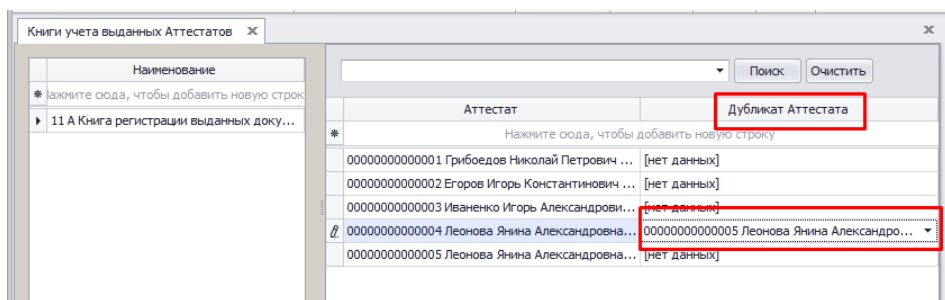 Книги учета выданных Аттестатов
Наименование
Нажмите сюда, чтобы добавить новую строк
11 А Книга регистрации выданных доку...
Поиск Очистить
Аттестат Дубликат Аттестата
Нажмите сюда, чтобы добавить новую строку
00000000000001 Грибоедов Николай Петрович ... [нет данных]
00000000000002 Егоров Игорь Константинович ... [нет данных]
00000000000003 Иваненко Игорь Александрови... [нет данных]
00000000000004 Леонова Янина Александровна... 00000000000005 Леонова Янина Александро...
00000000000005 Леонова Янина Александровна... [нет данных]